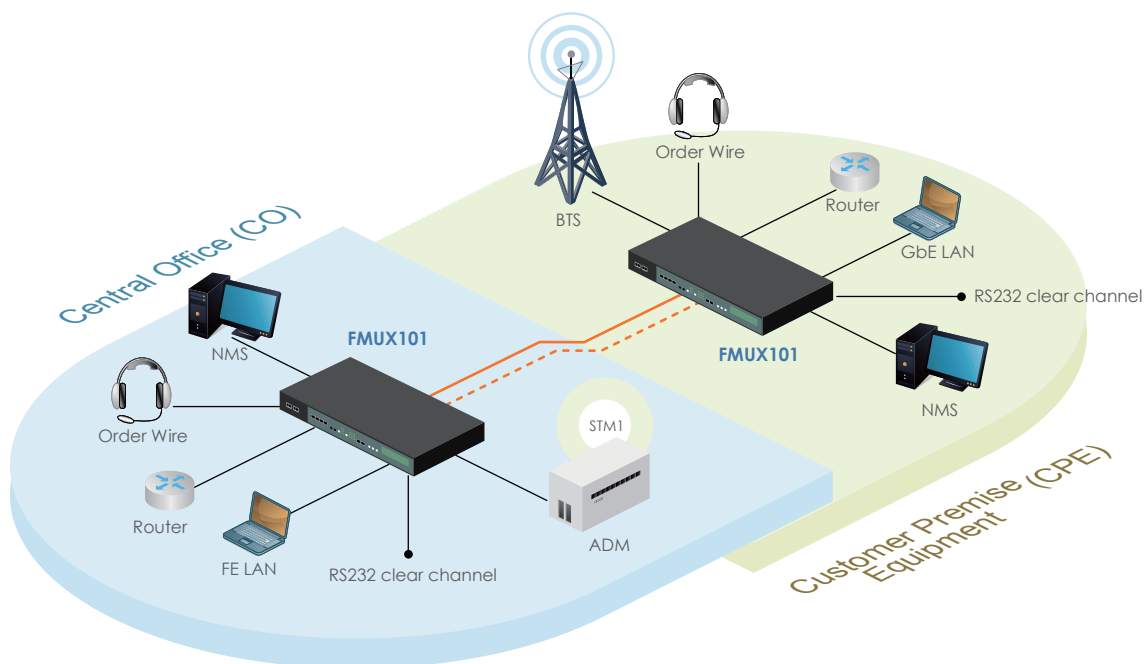 Order Wire
BTS
Router
GbE LAN
RS232 clear channel
FMUX101
NMS
Customer Premise (CPE)
Equipment
Central Office (CO)
NMS
FMUX101
Order Wire
Router
FE LAN
RS232 clear channel
STM1
ADM